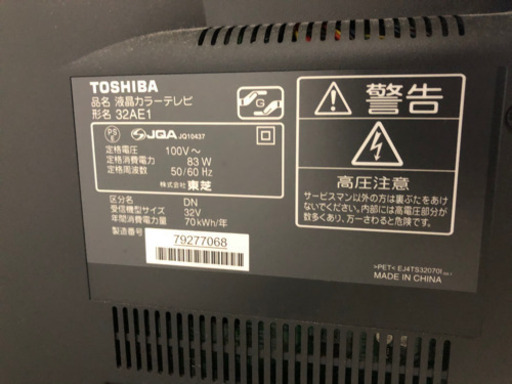 TOSHIBA
品名 液晶カラーテレビ
形名 32AE1
G
PS
E
JQA JQ10437
定格電圧 100V～
定格消費電力 83W
定格周波数 50/60Hz
株式会社 東芝
区分名 DN
受信機型サイズ 32V
年間消費電力量 70kWh/年
製造番号
79277068
警告
高圧注意
サービスマン以外の方は裏ぶたをあけ
ないでください。内部には高電圧部分が
数多くあり、万一さわると危険です。
>PET< EJ4TS32070I
MADE IN CHINA